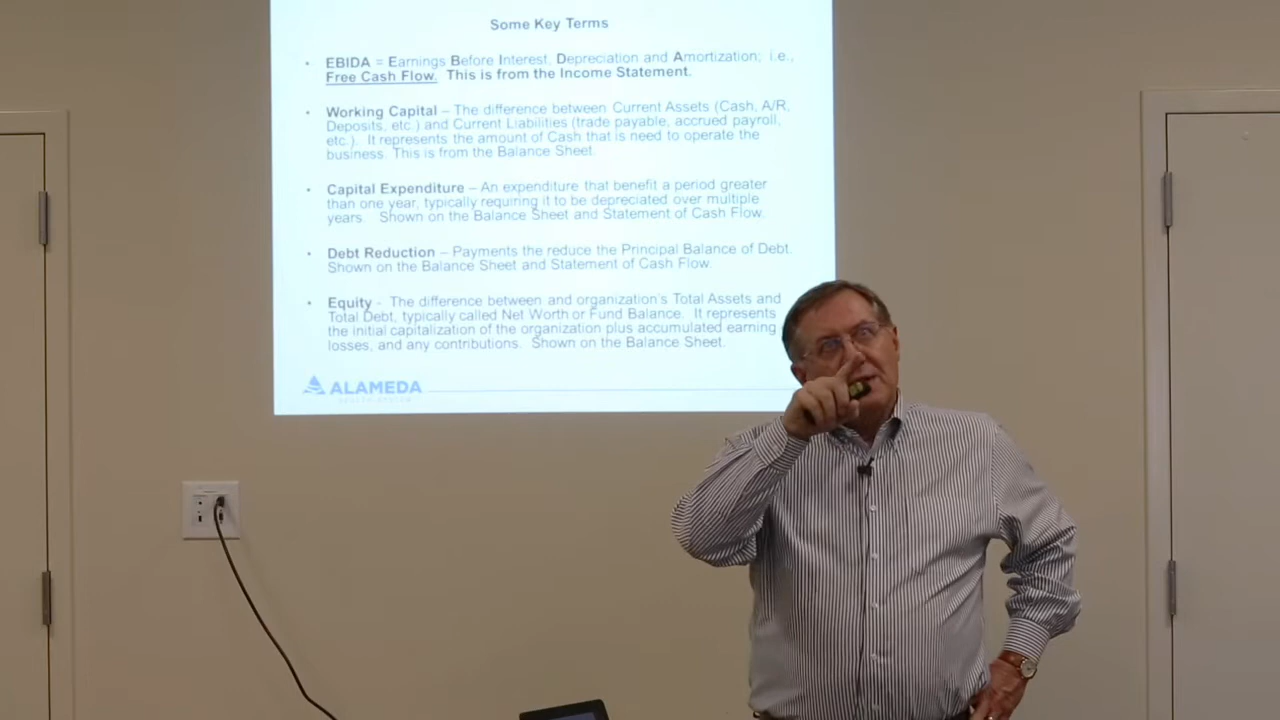 Some Key Terms
• EBIDA = Earnings Before Interest, Depreciation and Amortization; i.e.,
Free Cash Flow. This is from the Income Statement.
• Working Capital – The difference between Current Assets (Cash, A/R,
Deposits, etc.) and Current Liabilities (trade payable, accrued payroll,
etc.). It represents the amount of Cash that is need to operate the
business. This is from the Balance Sheet.
• Capital Expenditure – An expenditure that benefit a period greater
than one year, typically requiring it to be depreciated over multiple
years. Shown on the Balance Sheet and Statement of Cash Flow.
• Debt Reduction – Payments the reduce the Principal Balance of Debt.
Shown on the Balance Sheet and Statement of Cash Flow.
• Equity - The difference between and organization's Total Assets and
Total Debt, typically called Net Worth or Fund Balance. It represents
the initial capitalization of the organization plus accumulated earning
losses, and any contributions. Shown on the Balance Sheet.
ALAMEDA
HEALTH SYSTEM